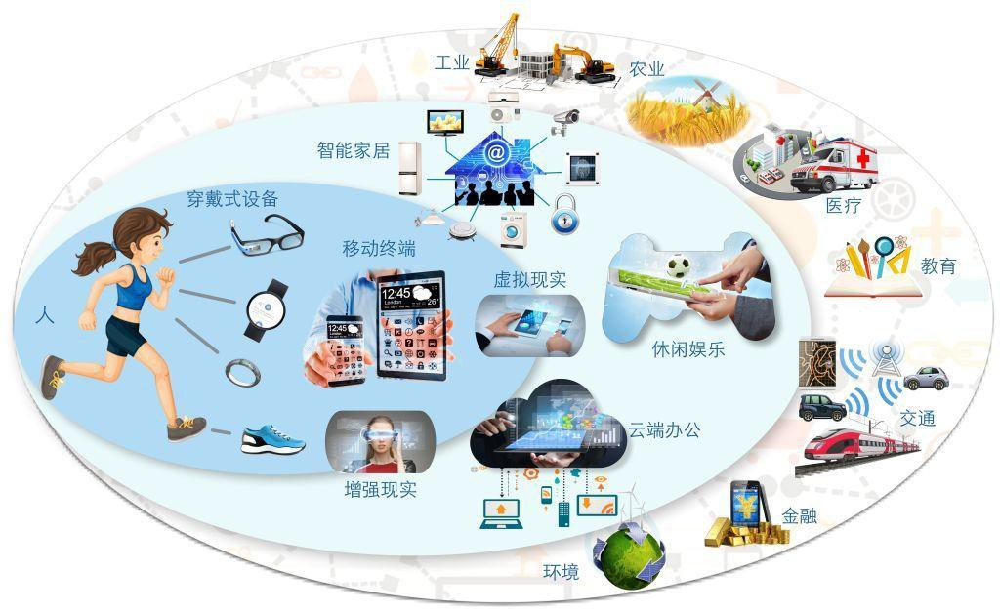 工业
农业
智能家居
@
医疗
穿戴式设备
移动终端
教育
虚拟现实
12:45
London
26°
12:45
人
休闲娱乐
交通
云端办公
增强现实
金融
环境